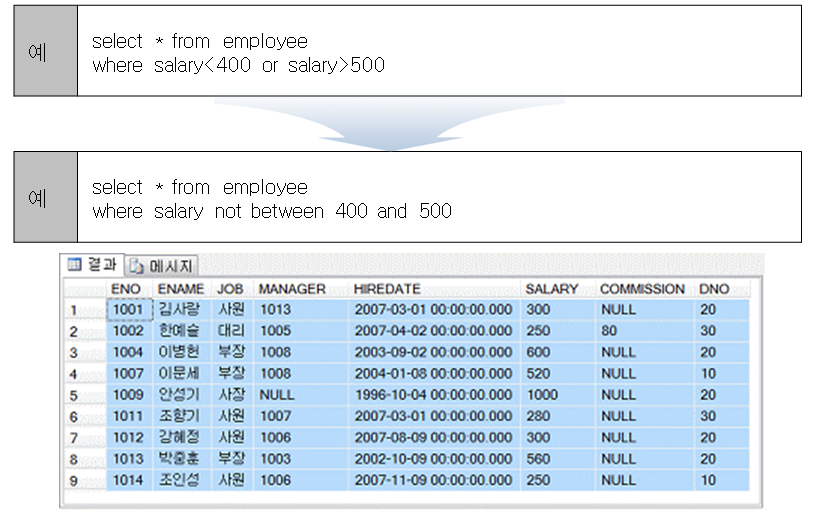 예
select * from employee
where salary<400 or salary>500
예
select * from employee
where salary not between 400 and 500
결과 메시지
ENO ENAME JOB MANAGER HIREDATE SALARY COMMISSION DNO
1 1001 김사랑 사원 1013 2007-03-01 00:00:00.000 300 NULL 20
2 1002 한예슬 대리 1005 2007-04-02 00:00:00.000 250 80 30
3 1004 이병헌 부장 1008 2003-09-02 00:00:00.000 600 NULL 20
4 1007 이문세 부장 1008 2004-01-08 00:00:00.000 520 NULL 10
5 1009 안성기 사장 NULL 1996-10-04 00:00:00.000 1000 NULL 20
6 1011 조향기 사원 1007 2007-03-01 00:00:00.000 280 NULL 30
7 1012 강혜정 사원 1006 2007-08-09 00:00:00.000 300 NULL 20
8 1013 박중훈 부장 1003 2002-10-09 00:00:00.000 560 NULL 20
9 1014 조인성 사원 1006 2007-11-09 00:00:00.000 250 NULL 10